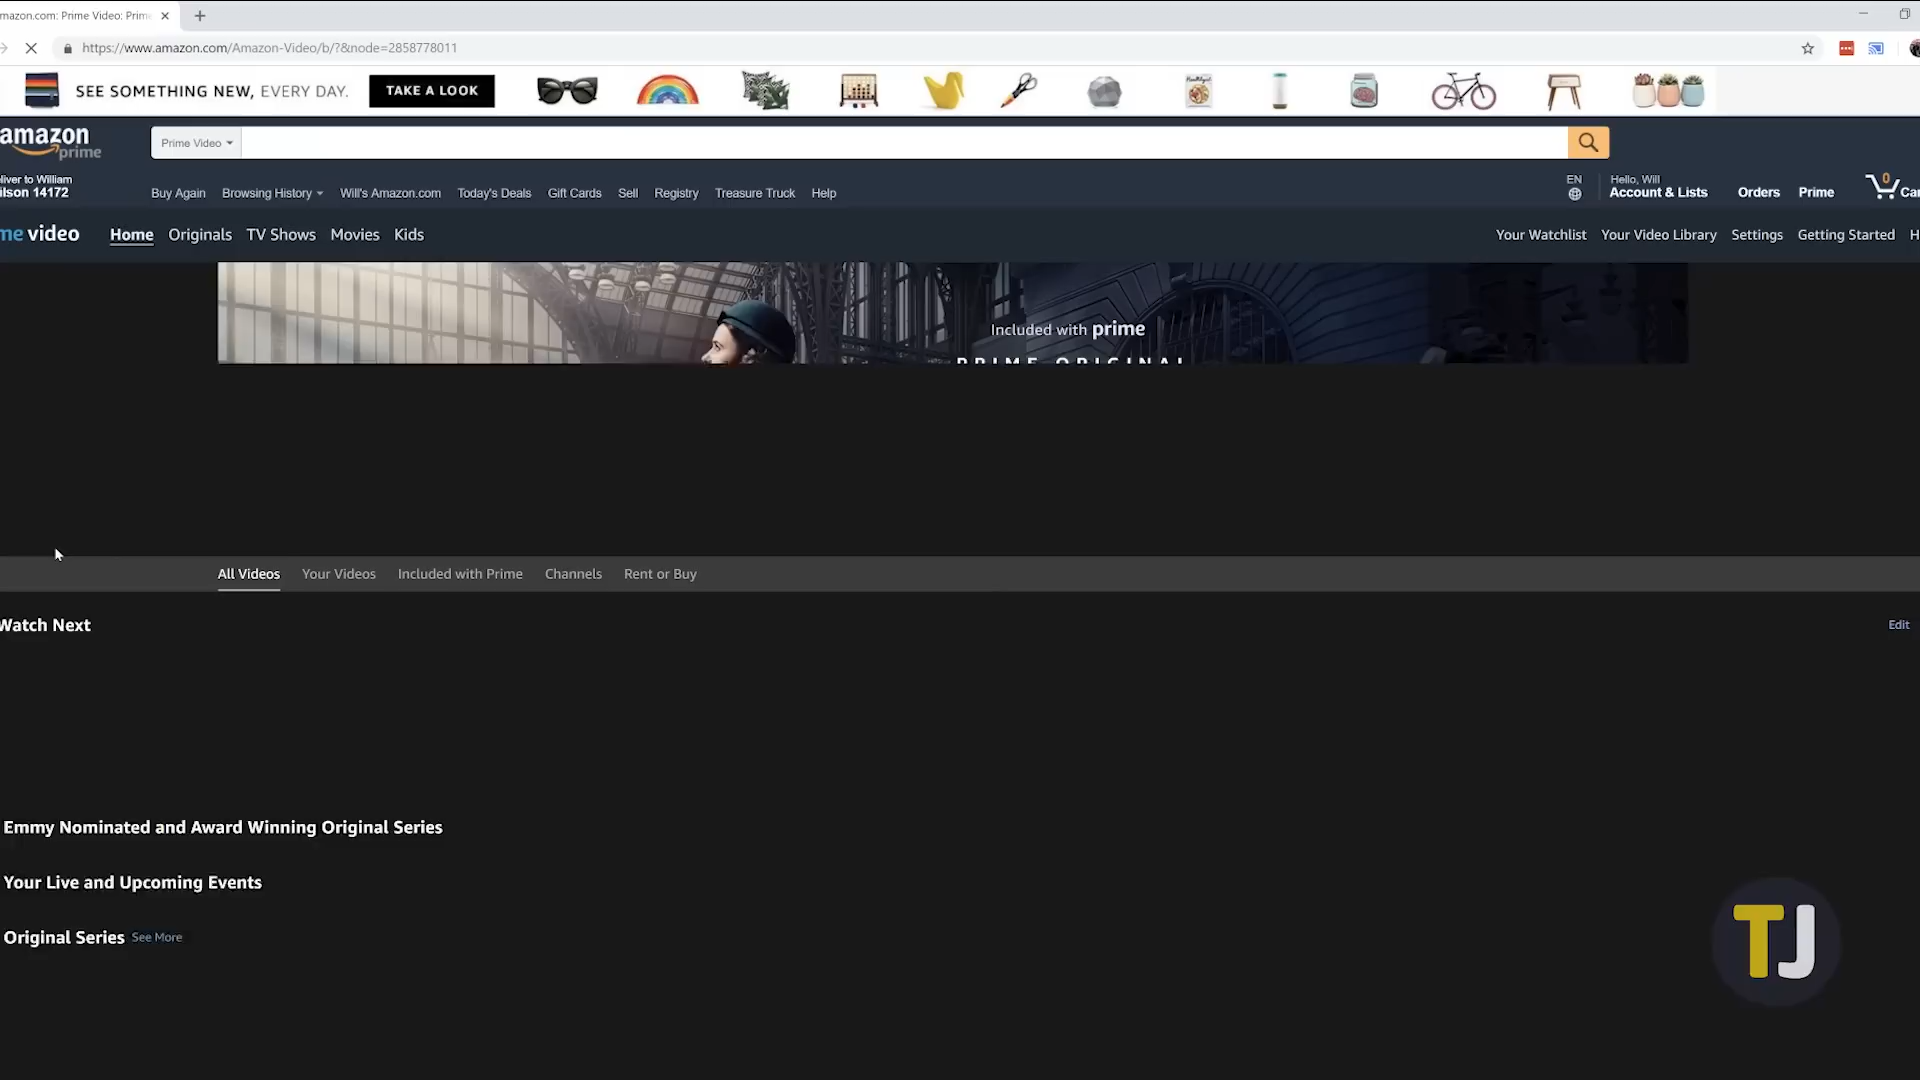 mazon.com: Prime Video: Prim
https://www.amazon.com/Amazon-Video/b/?&node=2858778011
SEE SOMETHING NEW, EVERY DAY. TAKE A LOOK
amazon
prime
Prime Video
liver to William
ilson 14172
Buy Again Browsing History Will's Amazon.com Today's Deals Gift Cards Sell Registry Treasure Truck Help
EN
Hello, Will
Account & Lists Orders Prime 0 Ca
me video Home Originals TV Shows Movies Kids Your Watchlist Your Video Library Settings Getting Started H
Included with prime
PRIME ORIGINAL
All Videos Your Videos Included with Prime Channels Rent or Buy
Watch Next Edit
Emmy Nominated and Award Winning Original Series
Your Live and Upcoming Events
Original Series See More
TJ